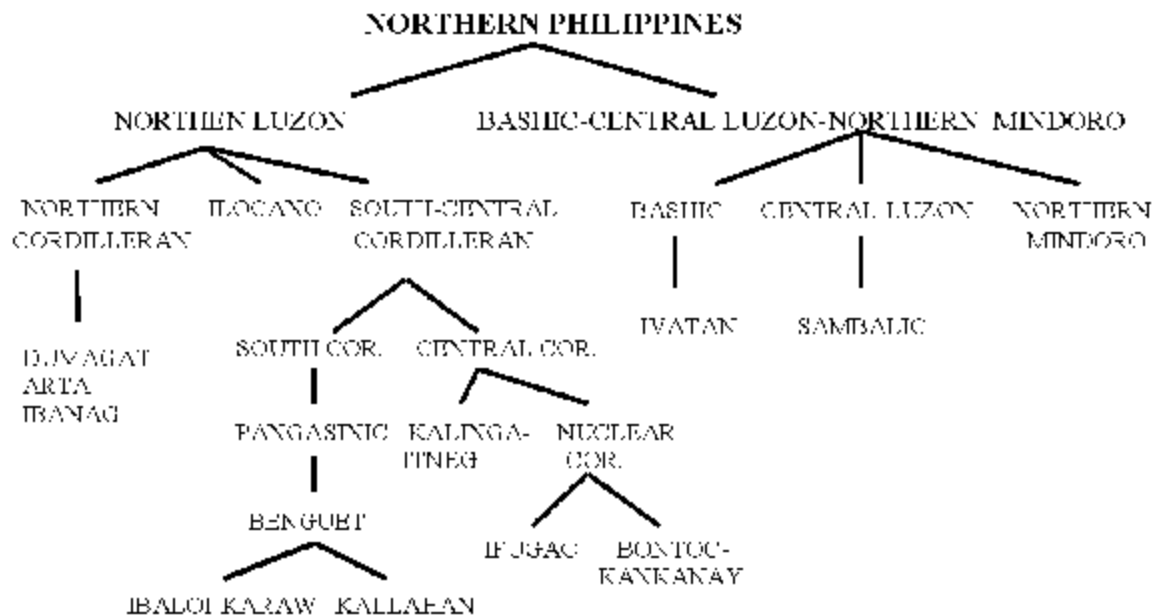 NORTHERN PHILIPPINES
NORTHEN LUZON BASHIC-CENTRAL LUZON-NORTHERN MINDORO
NORTHERN ILOCANO SOUTH-CENTRAL BASHIC CENTRAL LUZON NORTHERN
CORDILLERAN CORDILLERAN MINDORO
IVATAN SAMBALIC
SOUTH COR. CENTRAL COR.
DUMAGAT
ARTA
IBANAG
PANGASINIC KALINGA- NUCLEAR
ITNEG COR.
BENGUET
IFUGAO BONTOC-
KANKANAY
IBALOI KARAW KALLAHAN